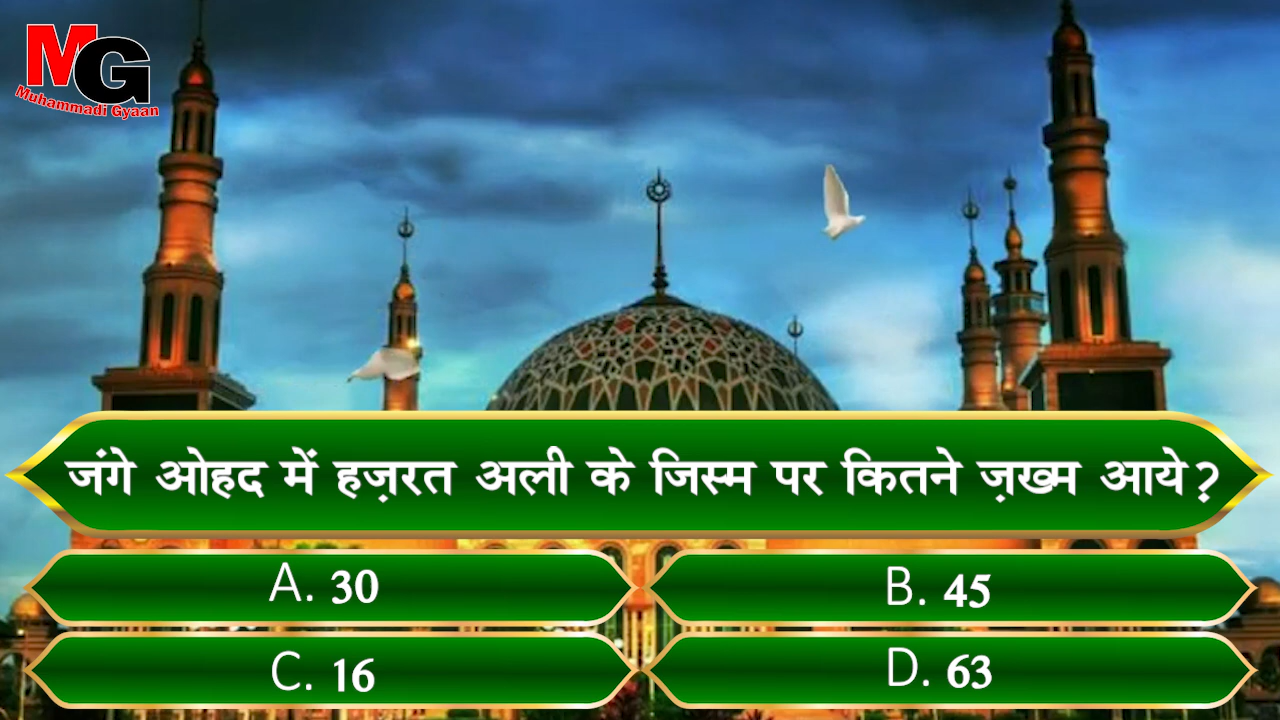 MG
Muhammadi Gyaan
जंगे ओहद में हज़रत अली के जिस्म पर कितने ज़ख्म आये?
A. 30
B. 45
C. 16
D. 63